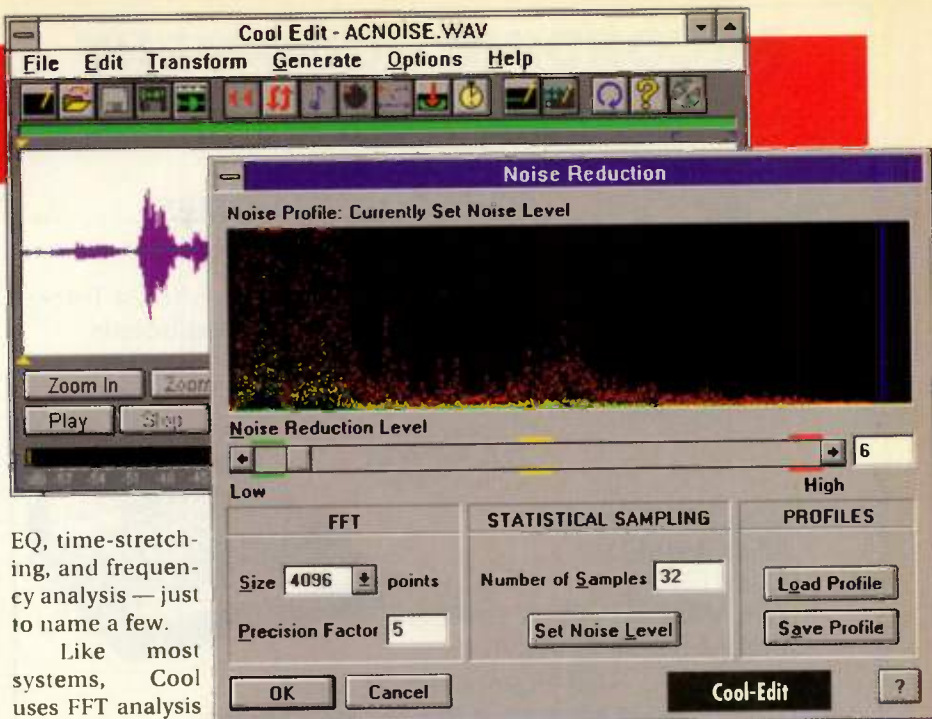 Cool Edit - ACNOISE.WAV
File Edit Transform Generate Options Help
Noise Reduction
Noise Profile: Currently Set Noise Level
Zoom In
Play Stop
Noise Reduction Level
6
Low High
FFT STATISTICAL SAMPLING PROFILES
Size 4096 points Number of Samples 32 Load Profile
Precision Factor 5 Set Noise Level Save Profile
OK Cancel Cool-Edit ?
EQ, time-stretch-
ing, and frequen-
cy analysis — just
to name a few.
Like most
systems, Cool
uses FFT analysis